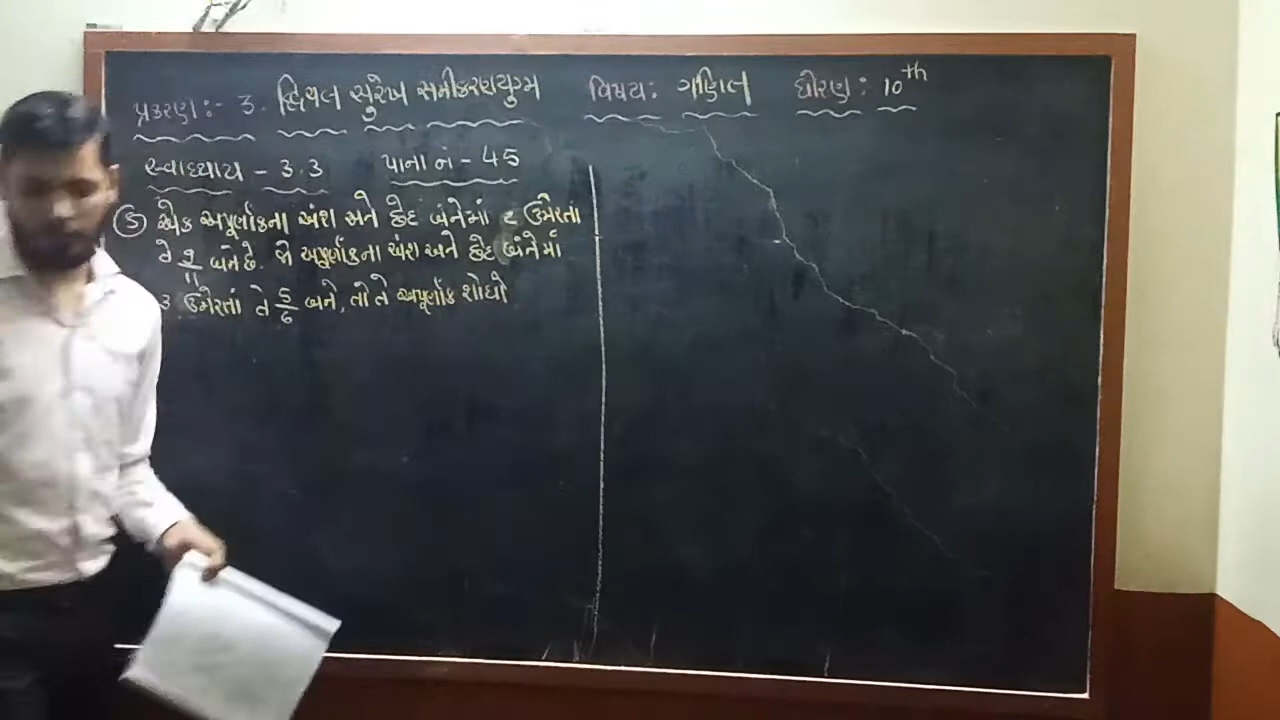 પ્રકરણ:- 3. દ્વિચલ સુરેખ સમીકરણયુગ્મ વિષય: ગણિત ધોરણ: 10th
સ્વાધ્યાય - 3.3 પાના નં - 45
(5) એક અપૂર્ણાંકના અંશ અને છેદ બંનેમાં ૨ ઉમેરતાં
તે 9/11 બને છે. જો અપૂર્ણાંકના અંશ અને છેદ બંનેમાં
3 ઉમેરતાં તે 5/6 બને, તો તે અપૂર્ણાંક શોધો